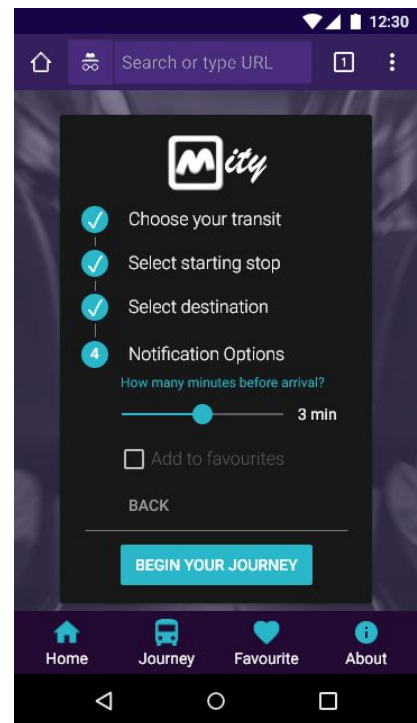 12:30
Search or type URL
1
Mity
Choose your transit
Select starting stop
Select destination
4 Notification Options
How many minutes before arrival?
3 min
Add to favourites
BACK
BEGIN YOUR JOURNEY
Home Journey Favourite About